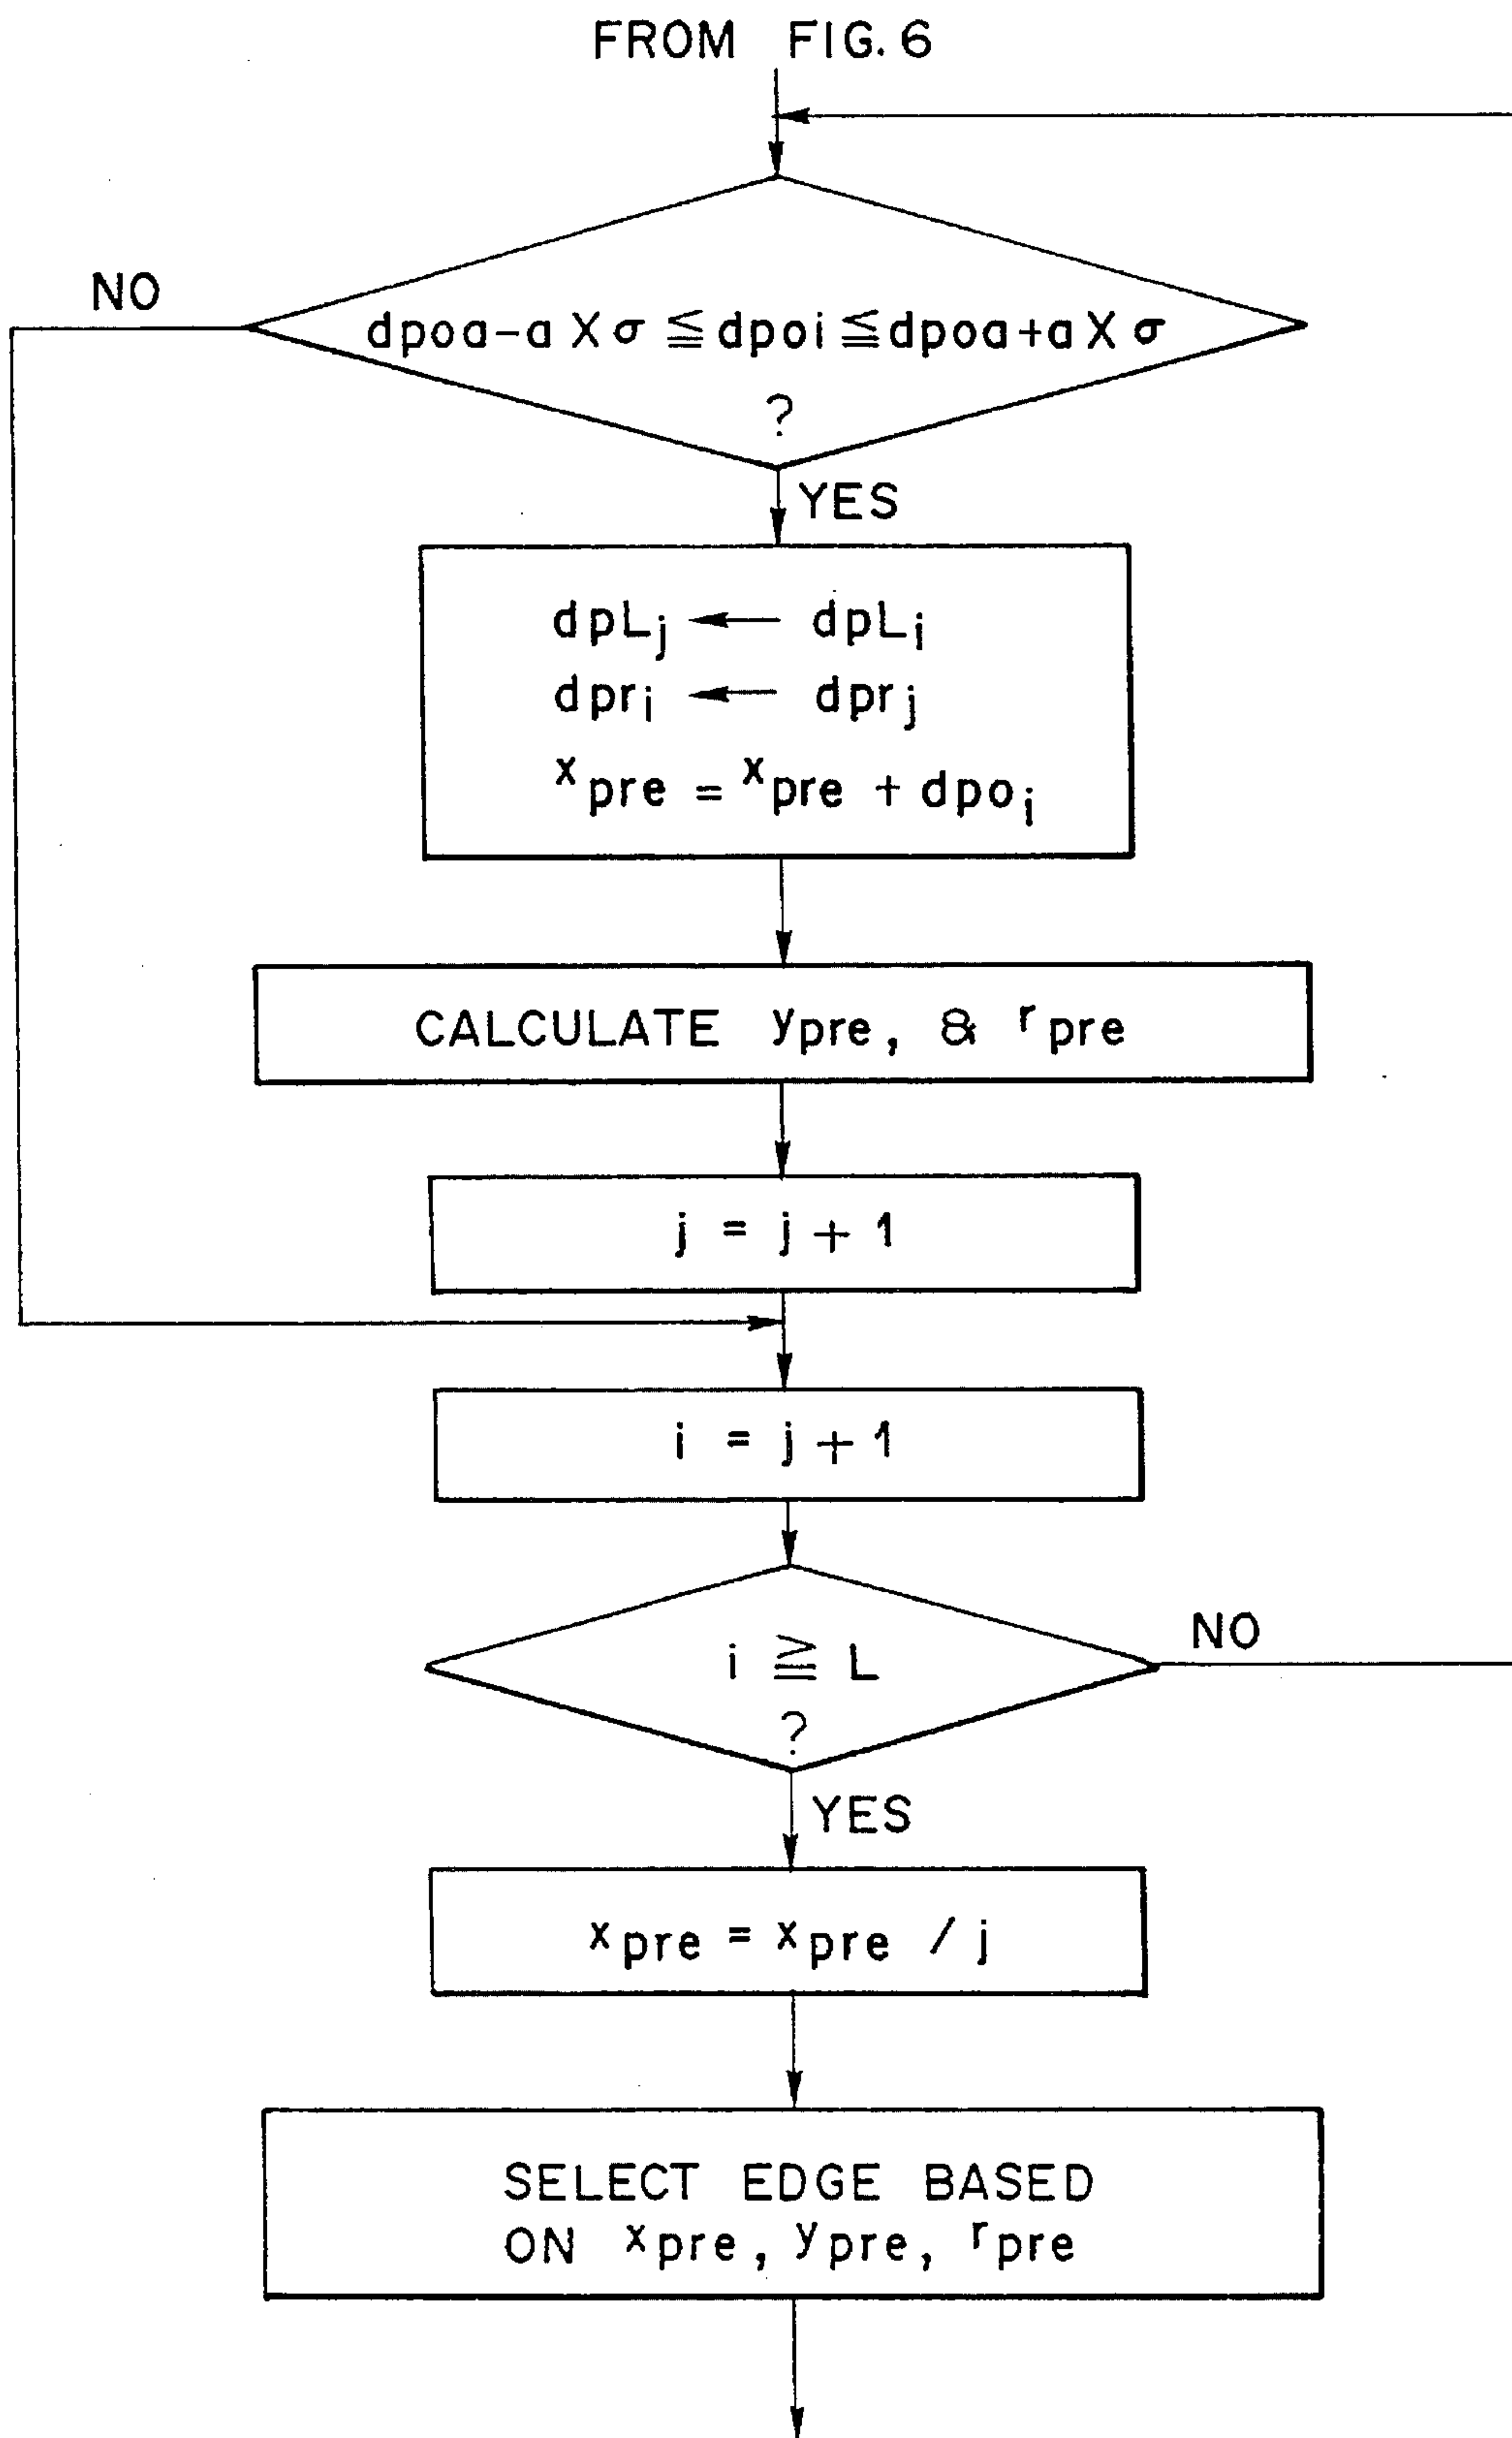 FROM FIG. 6
NO
dpoa-a X σ ≦ dpoi ≦ dpoa+a X σ
?
YES
dpLj ← dpLi
dpri ← dprj
xpre = xpre + dpoi
CALCULATE ypre, & rpre
j = j + 1
i = j + 1
i ≧ L
?
NO
YES
xpre = xpre / j
SELECT EDGE BASED
ON xpre, ypre, rpre